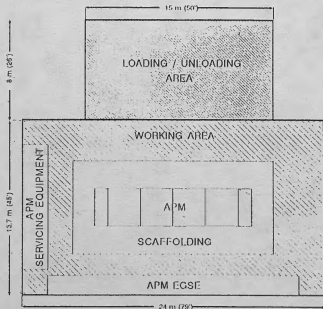 15 m (50')
8 m (26')
LOADING / UNLOADING
AREA
WORKING AREA
13,7 m (45')
APM
SERVICING EQUIPMENT
APM
SCAFFOLDING
APM EGSE
24 m (79')